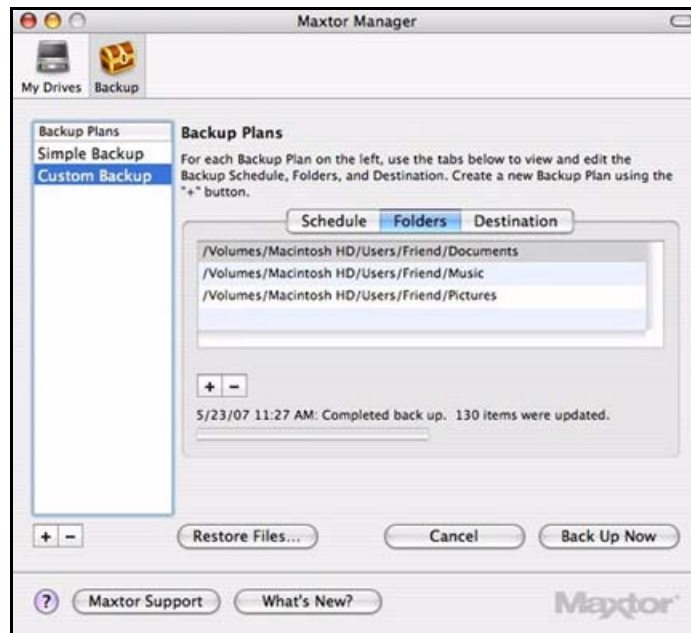 Maxtor Manager
My Drives
Backup
Backup Plans
Simple Backup
Custom Backup
Backup Plans
For each Backup Plan on the left, use the tabs below to view and edit the
Backup Schedule, Folders, and Destination. Create a new Backup Plan using the
"+" button.
Schedule Folders Destination
/Volumes/Macintosh HD/Users/Friend/Documents
/Volumes/Macintosh HD/Users/Friend/Music
/Volumes/Macintosh HD/Users/Friend/Pictures
+ −
5/23/07 11:27 AM: Completed back up. 130 items were updated.
+ −
Restore Files... Cancel Back Up Now
? Maxtor Support What's New? Maxtor